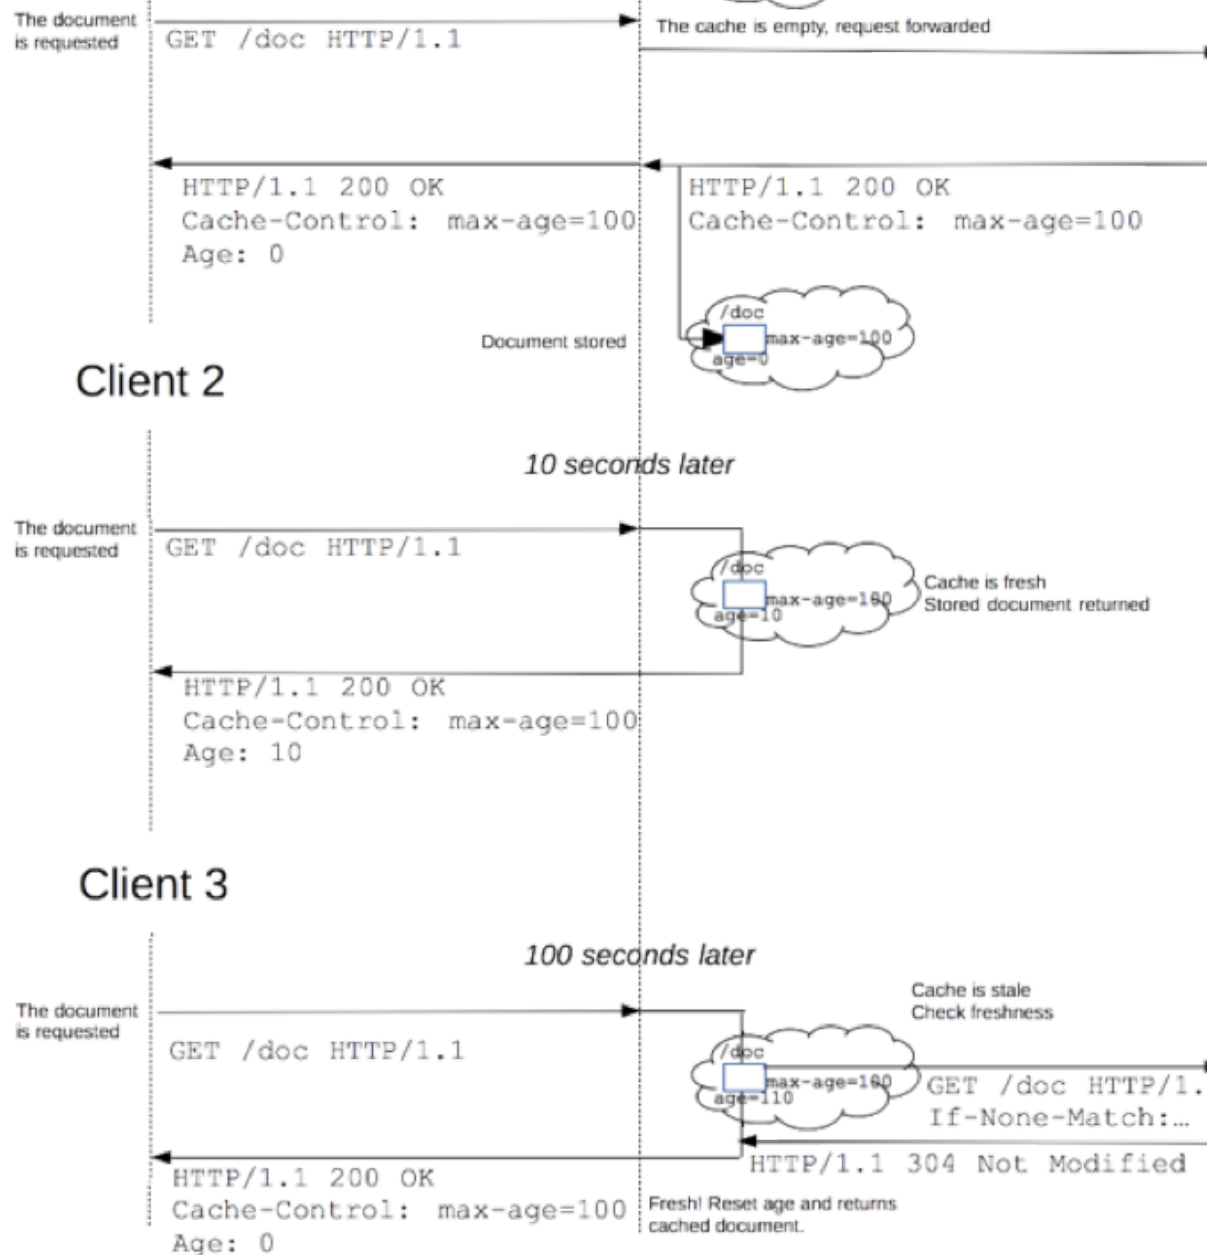 The document
is requested
GET /doc HTTP/1.1
The cache is empty, request forwarded
HTTP/1.1 200 OK
Cache-Control: max-age=100
Age: 0
HTTP/1.1 200 OK
Cache-Control: max-age=100
Document stored
/doc
max-age=100
age=0
Client 2
10 seconds later
The document
is requested
GET /doc HTTP/1.1
/doc
max-age=100
age=10
Cache is fresh
Stored document returned
HTTP/1.1 200 OK
Cache-Control: max-age=100
Age: 10
Client 3
100 seconds later
The document
is requested
GET /doc HTTP/1.1
Cache is stale
Check freshness
/doc
max-age=100
age=110
GET /doc HTTP/1.
If-None-Match:…
HTTP/1.1 304 Not Modified
HTTP/1.1 200 OK
Cache-Control: max-age=100
Age: 0
Fresh! Reset age and returns
cached document.